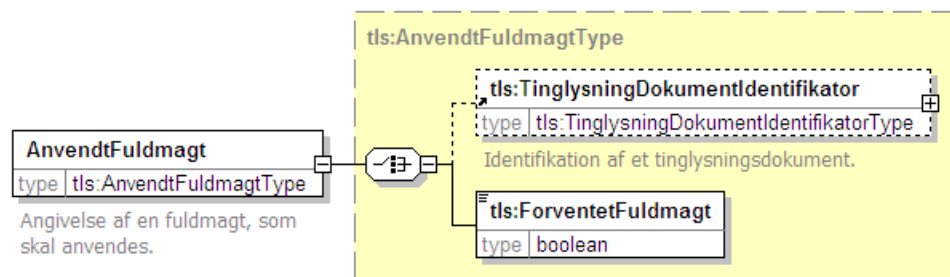 tls:AnvendtFuldmagtType
tls:TinglysningDokumentIdentifikator
type tls:TinglysningDokumentIdentifikatorType
Identifikation af et tinglysningsdokument.
AnvendtFuldmagt
type tls:AnvendtFuldmagtType
Angivelse af en fuldmagt, som
skal anvendes.
tls:ForventetFuldmagt
type boolean